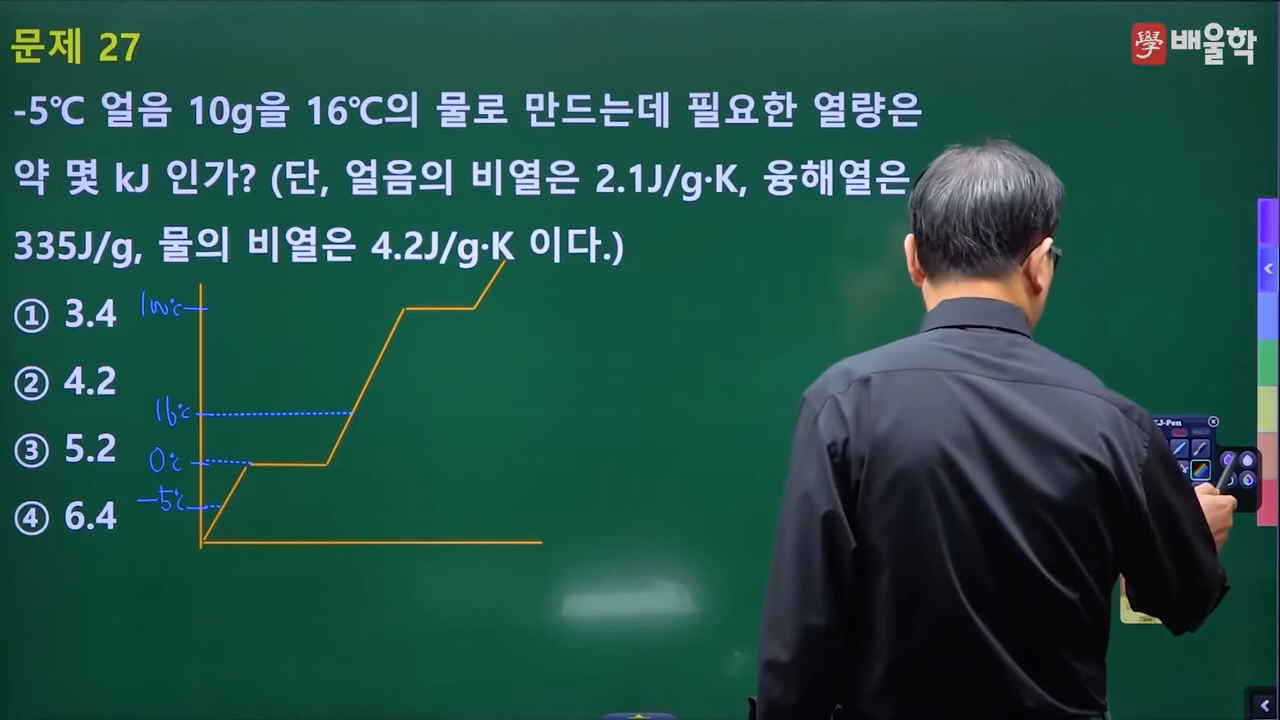 문제 27
學 배울학
-5℃ 얼음 10g을 16℃의 물로 만드는데 필요한 열량은
약 몇 kJ 인가? (단, 얼음의 비열은 2.1J/g·K, 융해열은
335J/g, 물의 비열은 4.2J/g·K 이다.)
① 3.4
② 4.2
③ 5.2
④ 6.4
100℃
16℃
0℃
-5℃